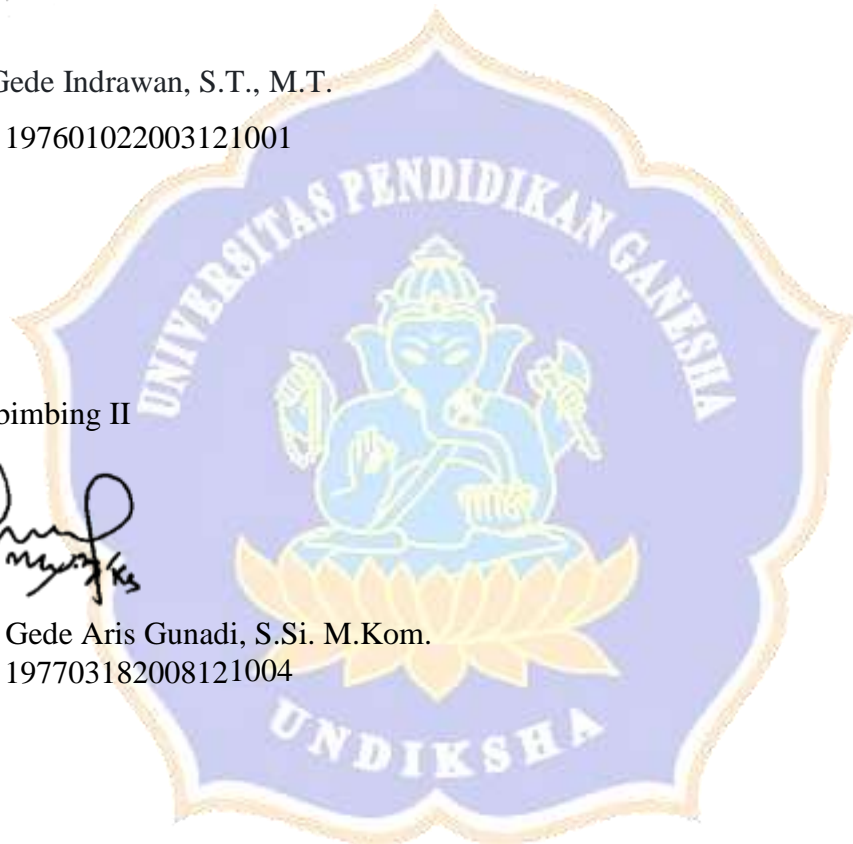 Gede Indrawan, S.T., M.T.
197601022003121001
UNIVERSITAS PENDIDIKAN GANESHA
bimbing II
Gede Aris Gunadi, S.Si. M.Kom.
197703182008121004
UNDIKSHA